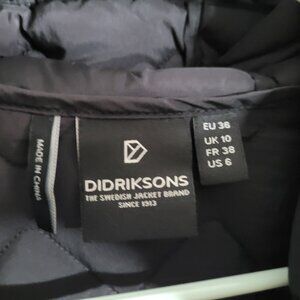 MADE IN CHINA
DIDRIKSONS
THE SWEDISH JACKET BRAND
SINCE 1913
EU 36
UK 10
FR 38
US 6